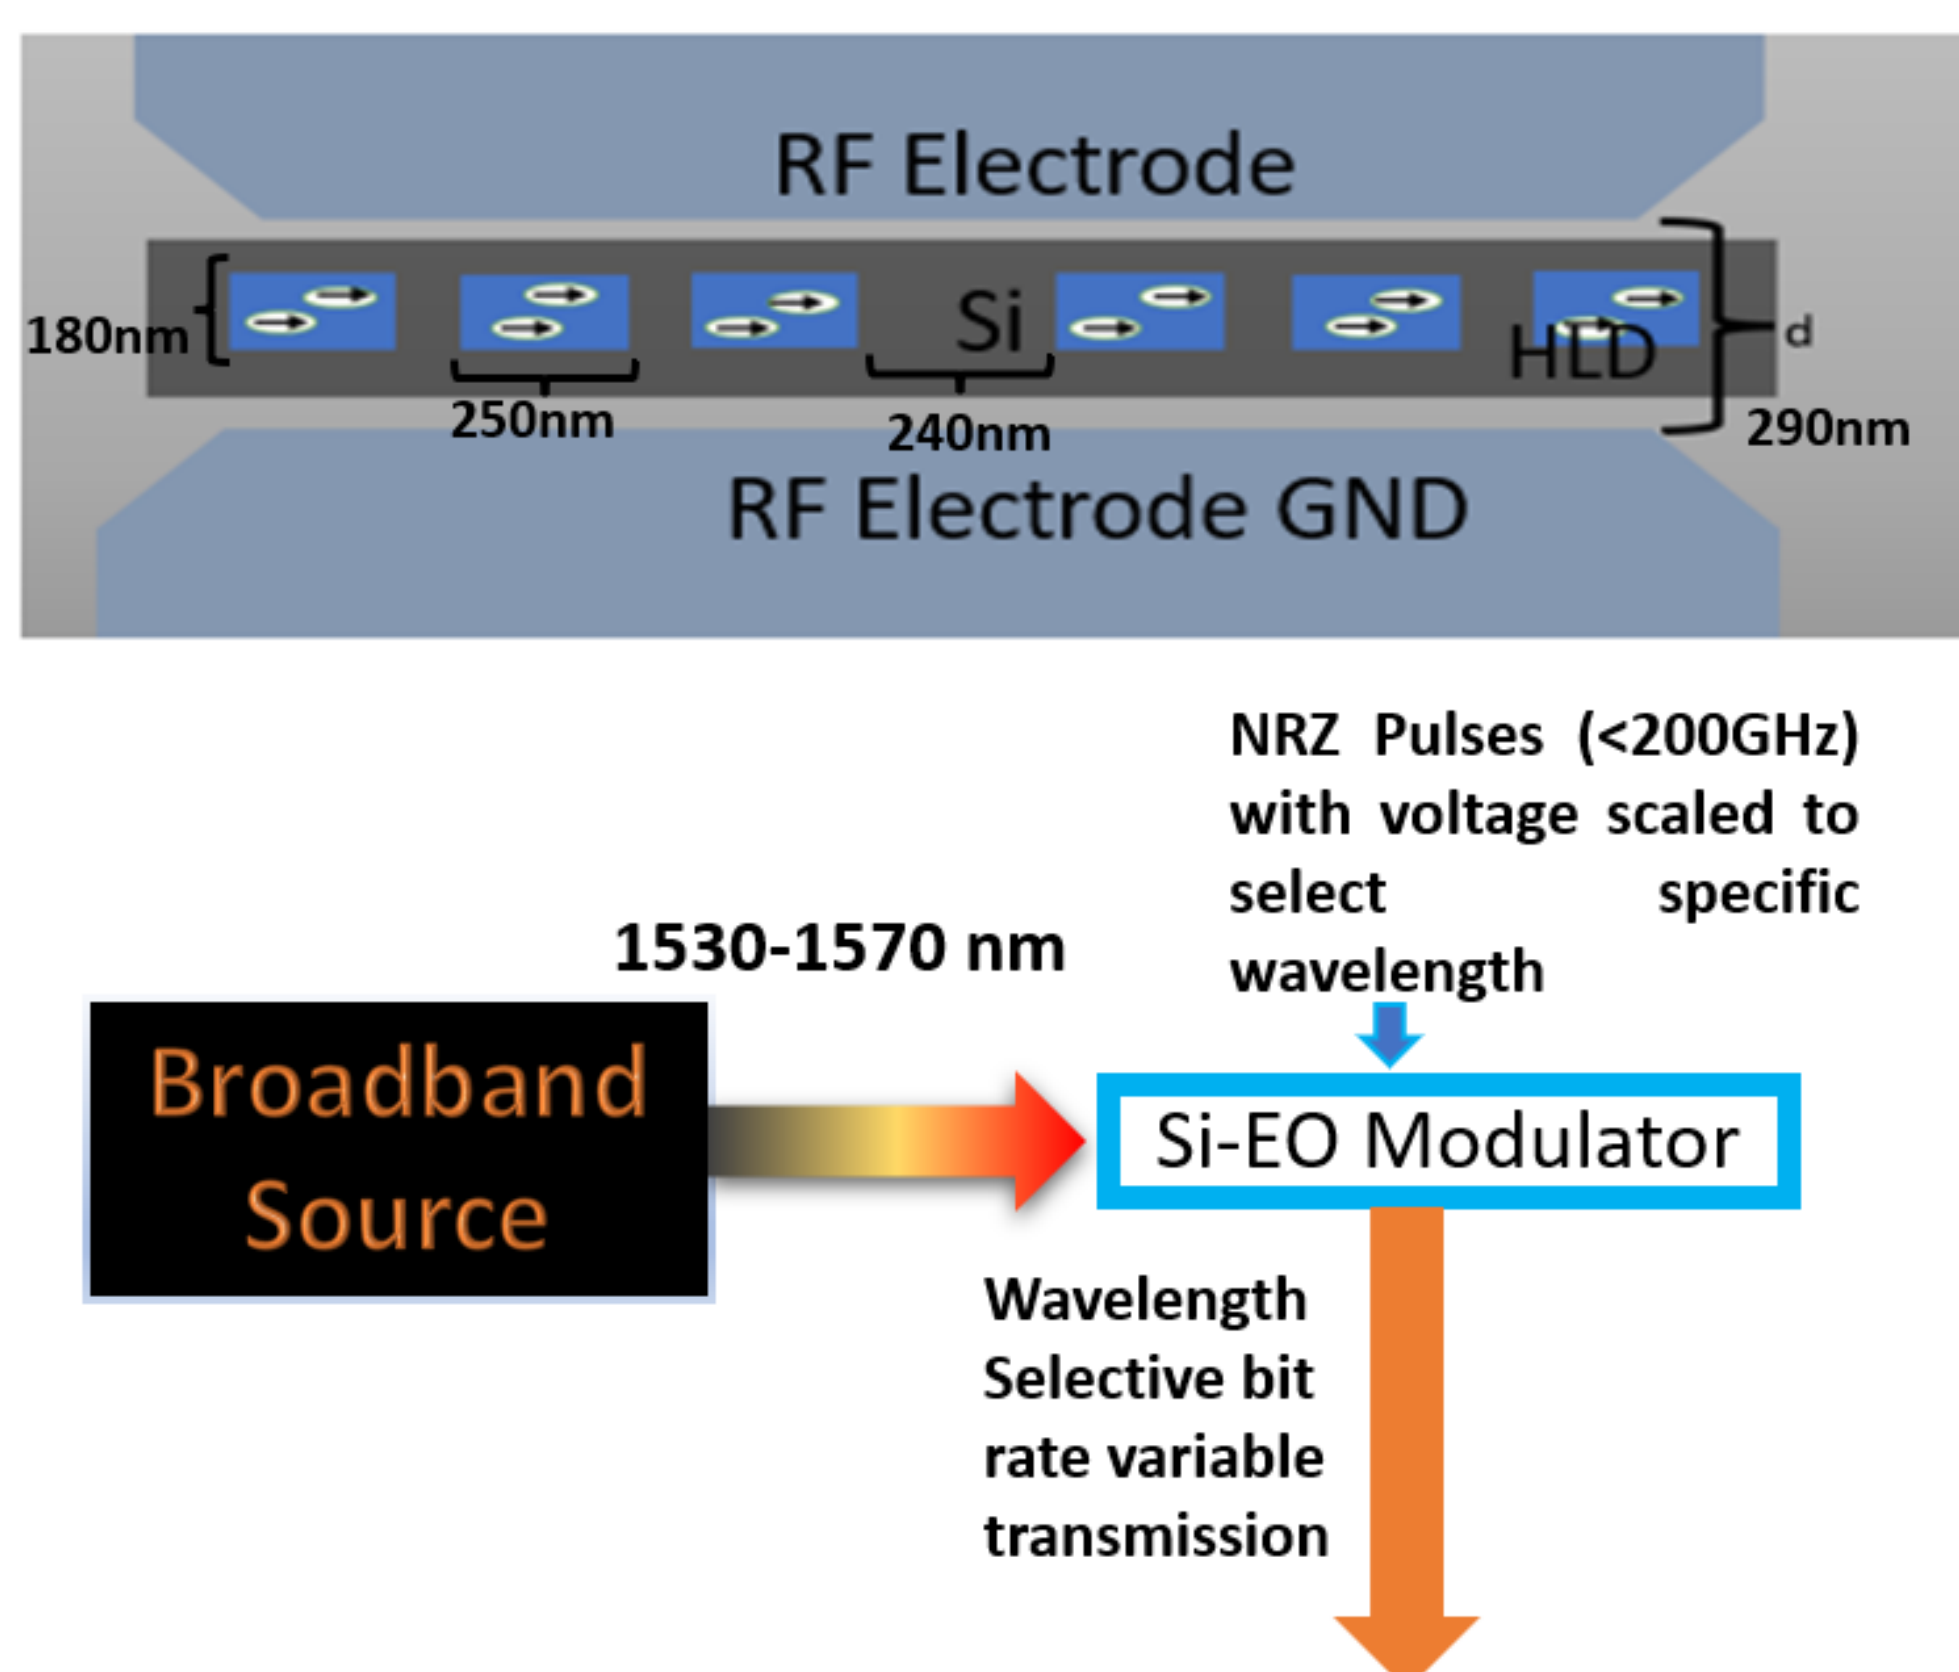 RF Electrode
180nm
Si
HLD
d
250nm
240nm
290nm
RF Electrode GND
NRZ Pulses (<200GHz)
with voltage scaled to
select specific
wavelength
1530-1570 nm
Broadband
Source
Si-EO Modulator
Wavelength
Selective bit
rate variable
transmission